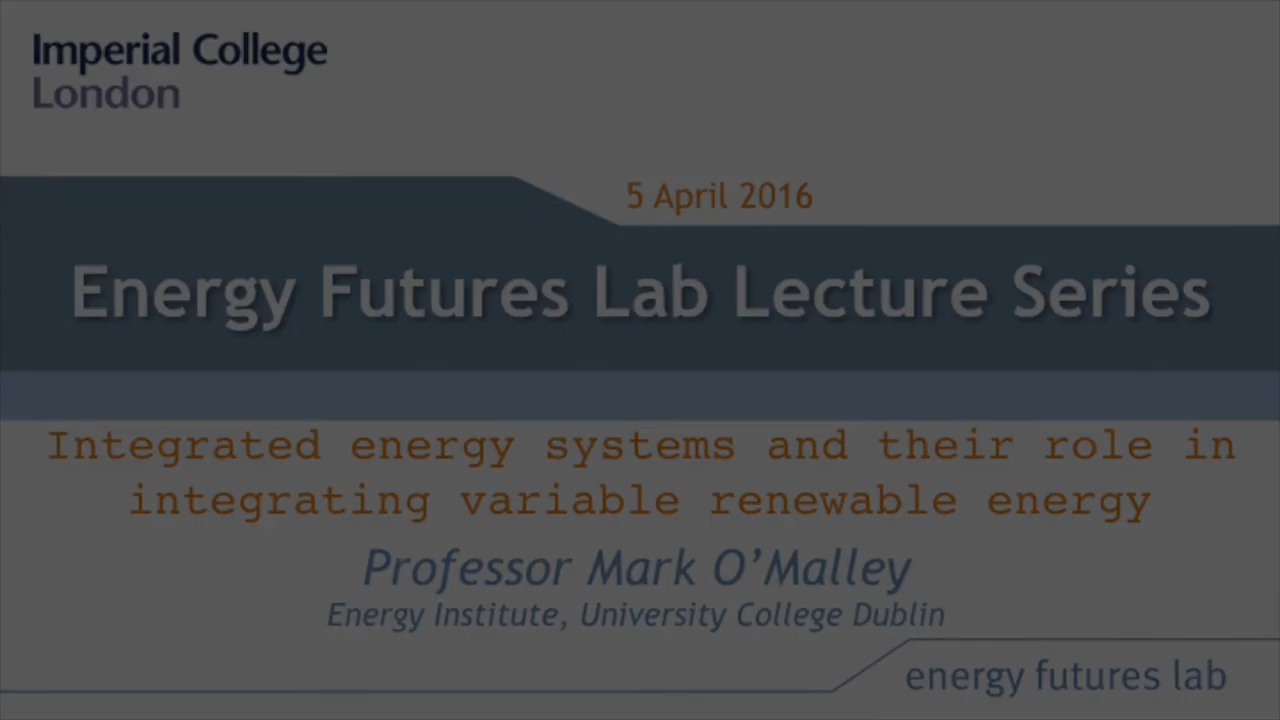 Imperial College
London
5 April 2016
Energy Futures Lab Lecture Series
Integrated energy systems and their role in
integrating variable renewable energy
Professor Mark O’Malley
Energy Institute, University College Dublin
energy futures lab